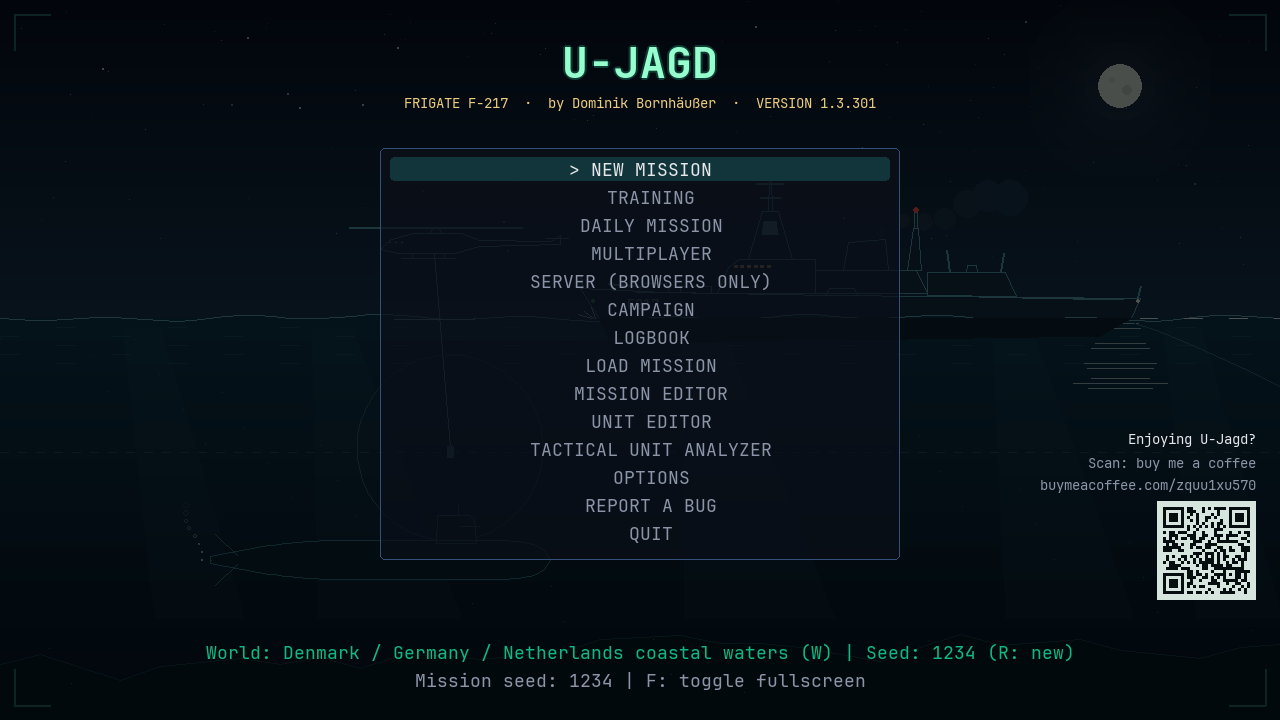 U-JAGD
FRIGATE F-217 · by Dominik Bornhäußer · VERSION 1.3.301
> NEW MISSION
TRAINING
DAILY MISSION
MULTIPLAYER
SERVER (BROWSERS ONLY)
CAMPAIGN
LOGBOOK
LOAD MISSION
MISSION EDITOR
UNIT EDITOR
TACTICAL UNIT ANALYZER
OPTIONS
REPORT A BUG
QUIT
Enjoying U-Jagd?
Scan: buy me a coffee
buymeacoffee.com/zquu1xu570
World: Denmark / Germany / Netherlands coastal waters (W) | Seed: 1234 (R: new)
Mission seed: 1234 | F: toggle fullscreen